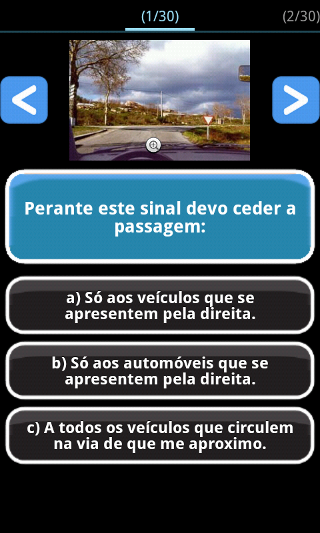 (1/30)
(2/30)
Perante este sinal devo ceder a
passagem:
a) Só aos veículos que se
apresentem pela direita.
b) Só aos automóveis que se
apresentem pela direita.
c) A todos os veículos que circulem
na via de que me aproximo.